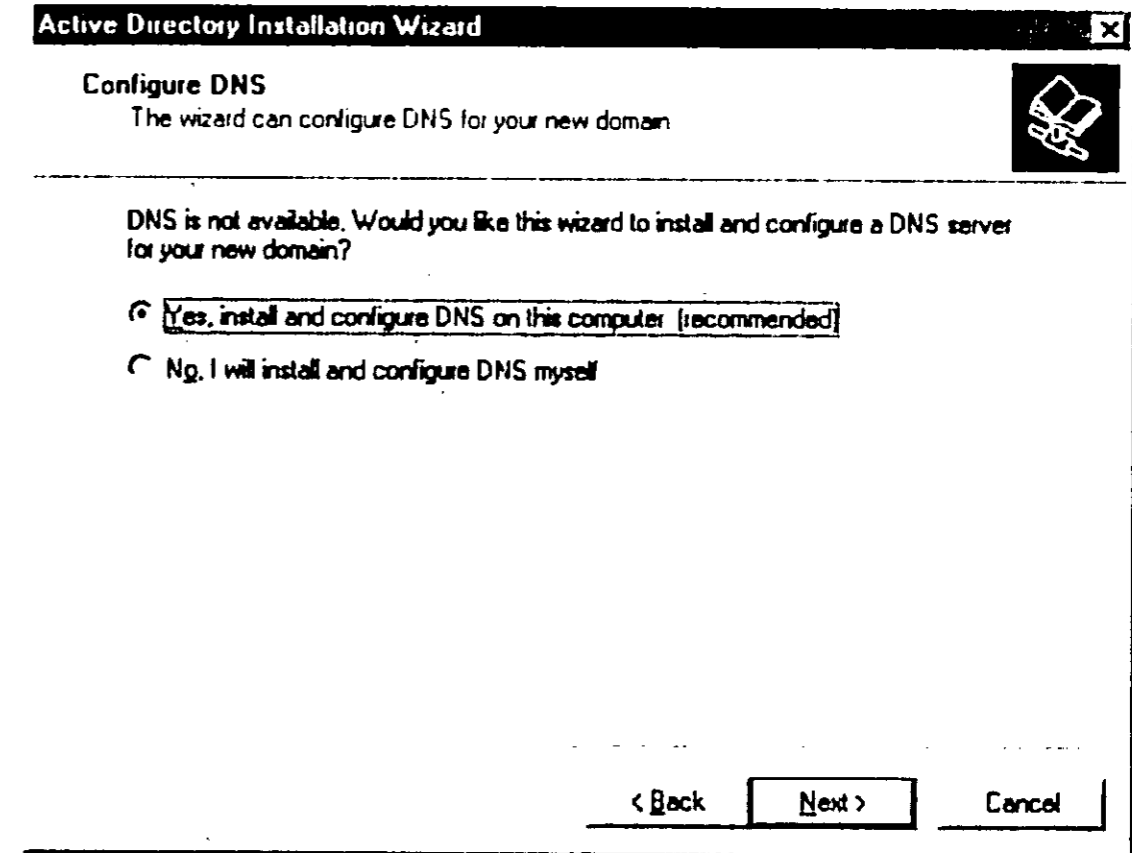 Active Directory Installation Wizard
Configure DNS
The wizard can configure DNS for your new domain
DNS is not available. Would you like this wizard to install and configure a DNS server
for your new domain?
Yes, install and configure DNS on this computer (recommended)
No, I will install and configure DNS myself
< Back
Next >
Cancel